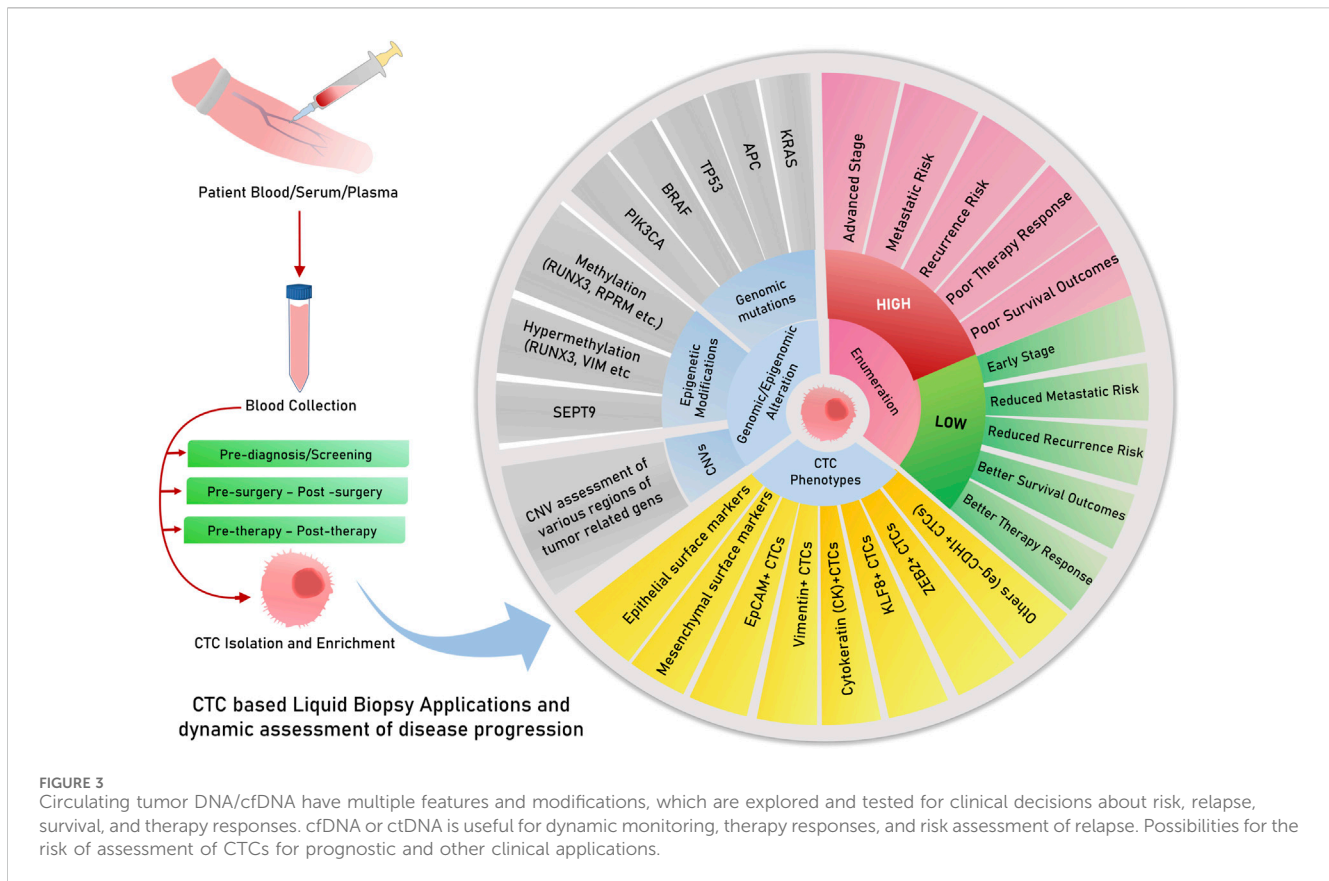 Patient Blood/Serum/Plasma
Blood Collection
Pre-diagnosis/Screening
Pre-surgery – Post -surgery
Pre-therapy – Post-therapy
CTC Isolation and Enrichment
CTC based Liquid Biopsy Applications and
dynamic assessment of disease progression
Enumeration
HIGH
Advanced Stage
Metastatic Risk
Recurrence Risk
Poor Therapy Response
Poor Survival Outcomes
LOW
Early Stage
Reduced Metastatic Risk
Reduced Recurrence Risk
Better Survival Outcomes
Better Therapy Response
CTC
Phenotypes
Epithelial surface markers
Mesenchymal surface markers
EpCAM+ CTCs
Vimentin+ CTCs
Cytokeratin (CK)+CTCs
KLF8+ CTCs
ZEB2+ CTCs
Others (eg-CDHI+ CTCs)
Genomic/Epigenomic
Alteration
CNVs
CNV assessment of
various regions of
tumor related gens
Epigenetic
Modifications
SEPT9
Hypermethylation
(RUNX3, VIM etc
Methylation
(RUNX3, RPRM etc.)
Genomic
mutations
PIK3CA
BRAF
TP53
APC
KRAS
FIGURE 3
Circulating tumor DNA/cfDNA have multiple features and modifications, which are explored and tested for clinical decisions about risk, relapse,
survival, and therapy responses. cfDNA or ctDNA is useful for dynamic monitoring, therapy responses, and risk assessment of relapse. Possibilities for the
risk of assessment of CTCs for prognostic and other clinical applications.